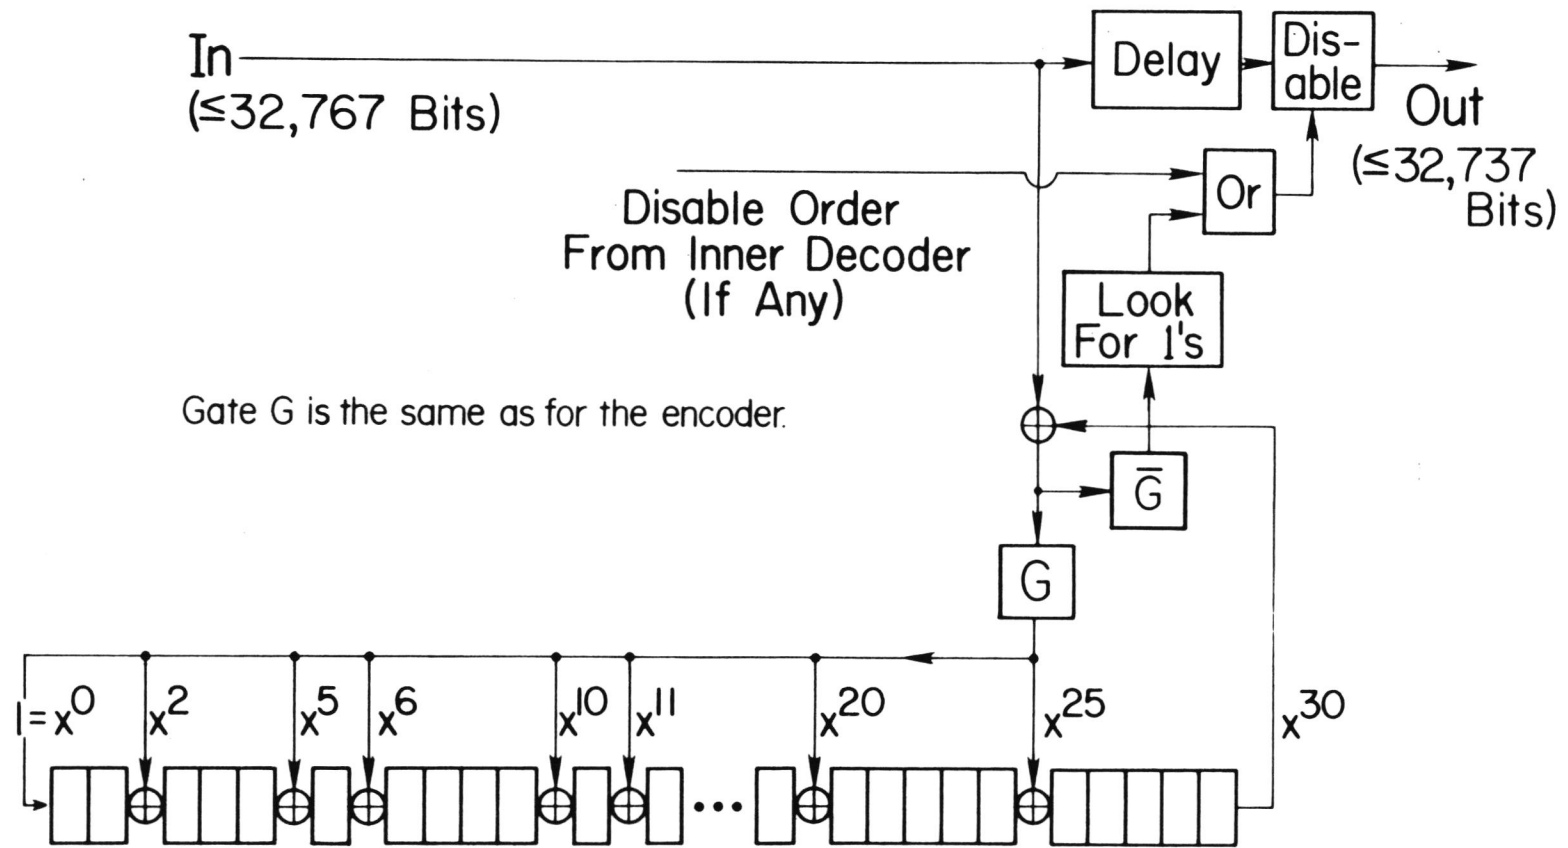 In
(≤32,767 Bits)
Delay
Dis-
able
Out
(≤32,737
Bits)
Or
Disable Order
From Inner Decoder
(If Any)
Look
For 1's
Gate G is the same as for the encoder.
G̅
G
1=x⁰
x²
x⁵
x⁶
x¹⁰
x¹¹
x²⁰
x²⁵
x³⁰
•••